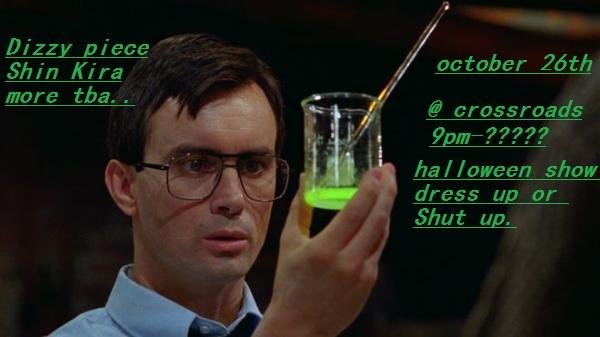 Dizzy piece
Shin Kira
more tba..
october 26th
@ crossroads
9pm-?????
halloween show
dress up or
Shut up.